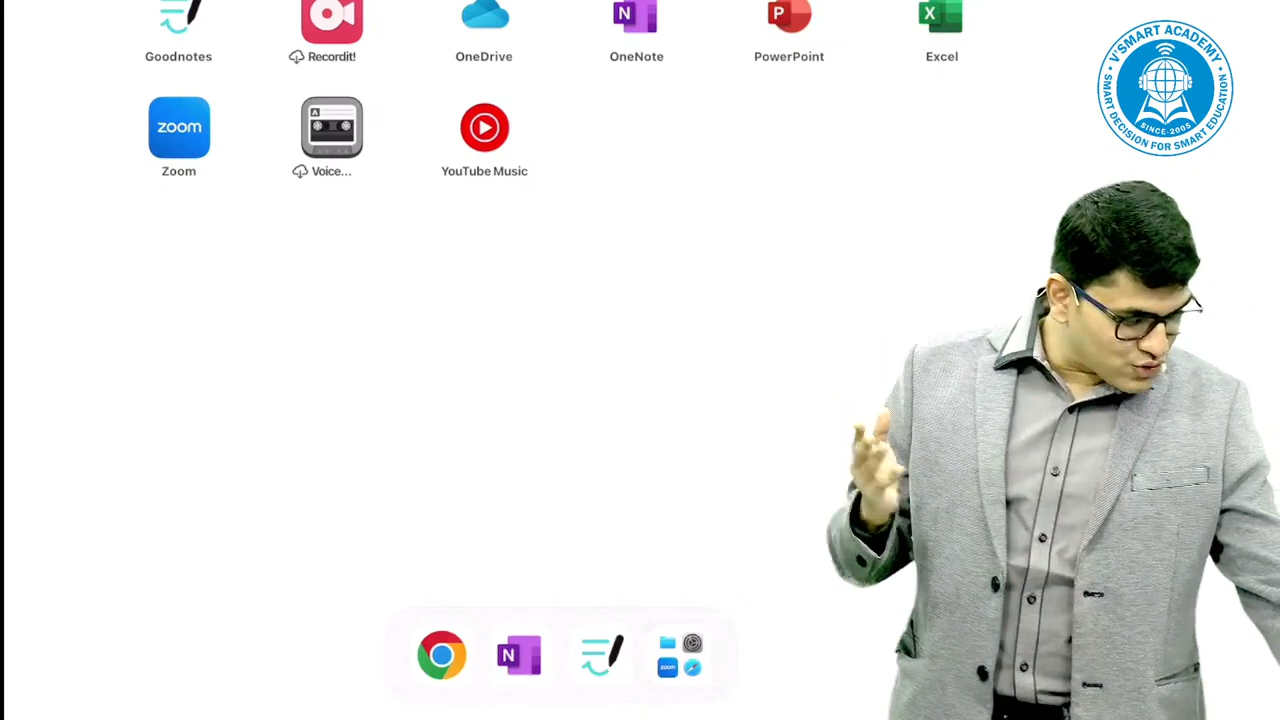 Goodnotes
Recordit!
N
OneNote
OneDrive
P
PowerPoint
X
Excel
zoom
Zoom
A
Voice...
YouTube Music
N
zoom
V'SMART ACADEMY
SMART DECISION FOR SMART EDUCATION
SINCE-2005